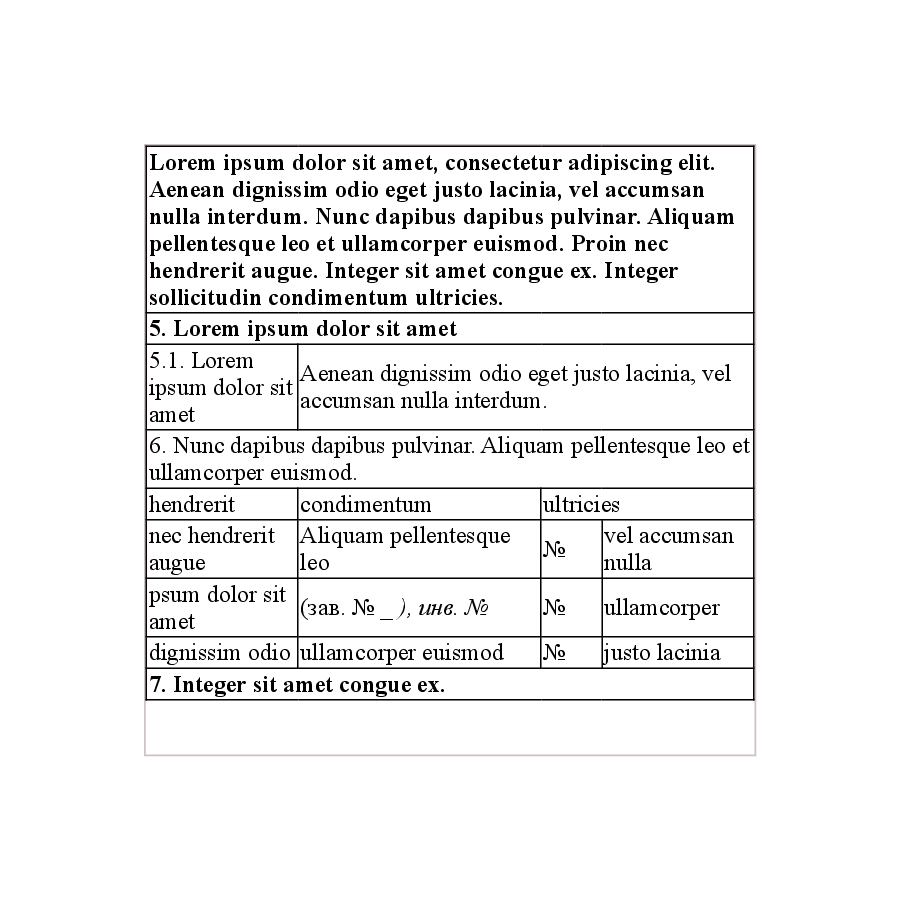 Lorem ipsum dolor sit amet, consectetur adipiscing elit.
Aenean dignissim odio eget justo lacinia, vel accumsan
nulla interdum. Nunc dapibus dapibus pulvinar. Aliquam
pellentesque leo et ullamcorper euismod. Proin nec
hendrerit augue. Integer sit amet congue ex. Integer
sollicitudin condimentum ultricies.
5. Lorem ipsum dolor sit amet
5.1. Lorem
ipsum dolor sit
amet
Aenean dignissim odio eget justo lacinia, vel
accumsan nulla interdum.
6. Nunc dapibus dapibus pulvinar. Aliquam pellentesque leo et
ullamcorper euismod.
hendrerit
condimentum
ultricies
nec hendrerit
augue
Aliquam pellentesque
leo
№
vel accumsan
nulla
psum dolor sit
amet
(зав. № _ ), инв. №
№
ullamcorper
dignissim odio
ullamcorper euismod
№
justo lacinia
7. Integer sit amet congue ex.